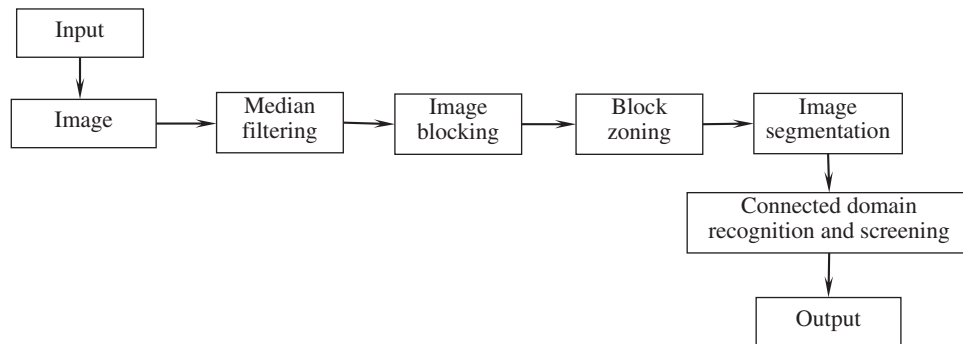 Input
Image
Median
filtering
Image
blocking
Block
zoning
Image
segmentation
Connected domain
recognition and screening
Output